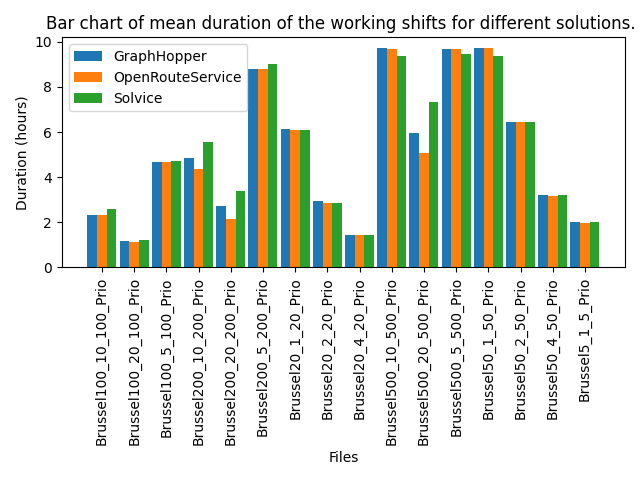 Bar chart of mean duration of the working shifts for different solutions.
GraphHopper
OpenRouteService
Solvice
Duration (hours)
10
8
6
4
2
0
Brussel100_10_100_Prio
Brussel100_20_100_Prio
Brussel100_5_100_Prio
Brussel200_10_200_Prio
Brussel200_20_200_Prio
Brussel200_5_200_Prio
Brussel20_1_20_Prio
Brussel20_2_20_Prio
Brussel20_4_20_Prio
Brussel500_10_500_Prio
Brussel500_20_500_Prio
Brussel500_5_500_Prio
Brussel50_1_50_Prio
Brussel50_2_50_Prio
Brussel50_4_50_Prio
Brussel5_1_5_Prio
Files